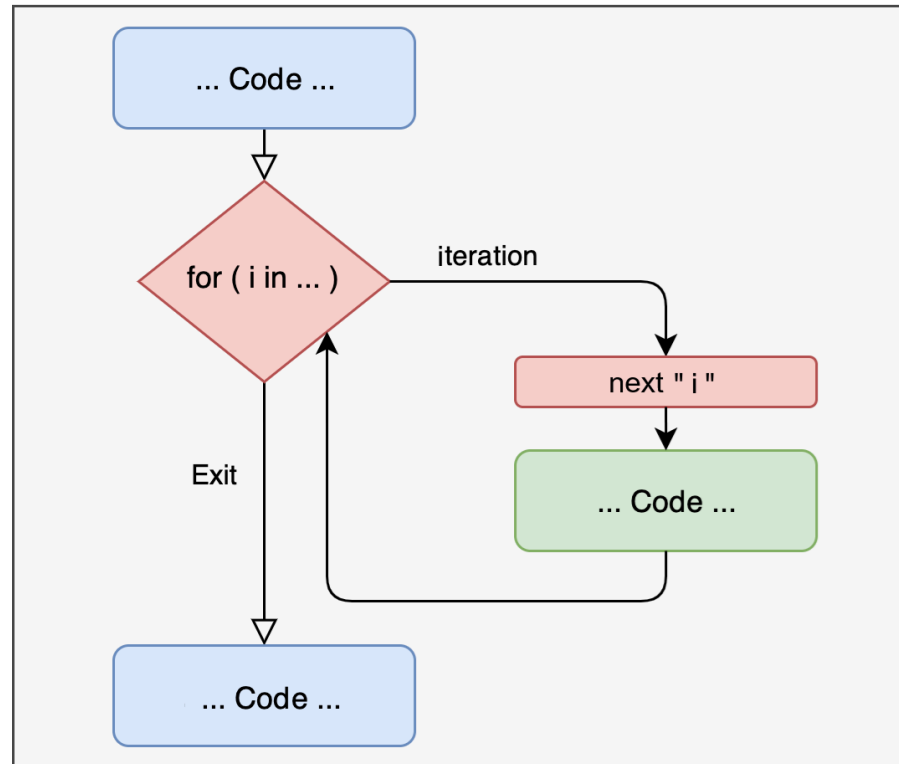 ... Code ...
for ( i in ... )
iteration
next " i "
... Code ...
Exit
... Code ...